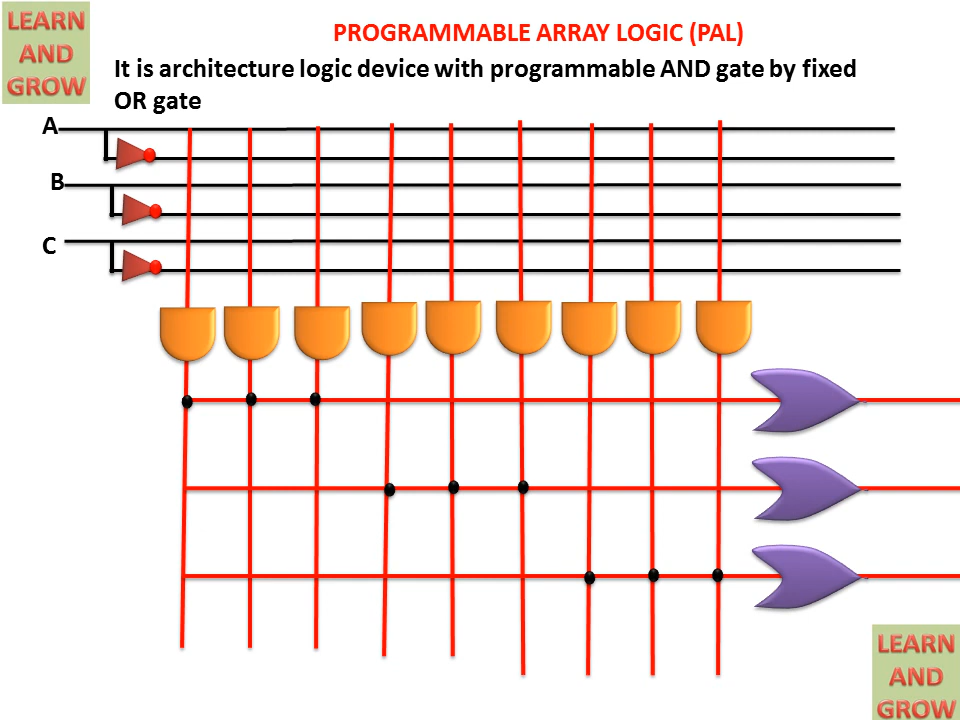 LEARN
AND
GROW
PROGRAMMABLE ARRAY LOGIC (PAL)
It is architecture logic device with programmable AND gate by fixed
OR gate
A
B
C
LEARN
AND
GROW